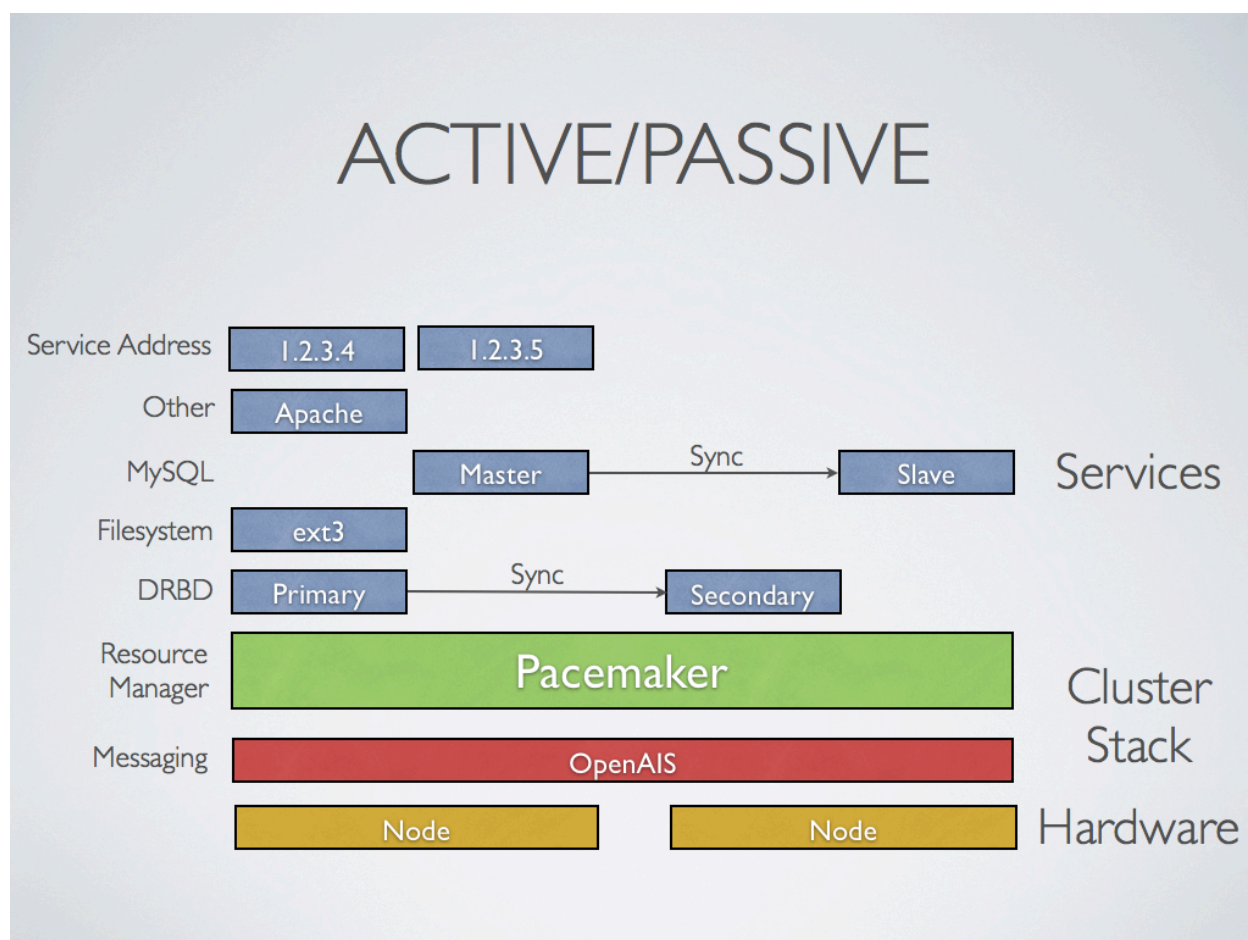 ACTIVE/PASSIVE
Service Address 1.2.3.4 1.2.3.5
Other Apache
MySQL Master Sync Slave Services
Filesystem ext3
DRBD Primary Sync Secondary
Resource
Manager
Pacemaker
Cluster
Stack
Messaging OpenAIS
Node Node Hardware